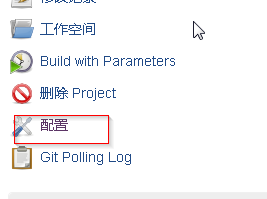 工作空间
Build with Parameters
删除 Project
配置
Git Polling Log